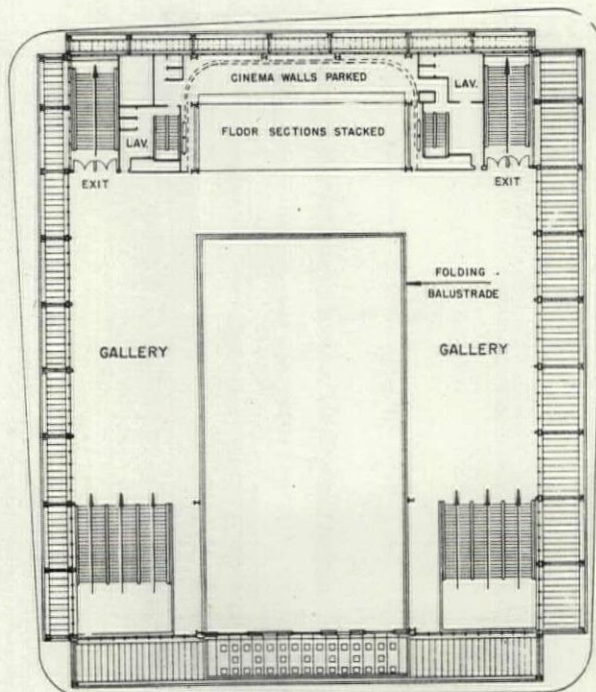 CINEMA WALLS PARKED
LAV.
LAV.
FLOOR SECTIONS STACKED
EXIT
EXIT
FOLDING
BALUSTRADE
GALLERY
GALLERY